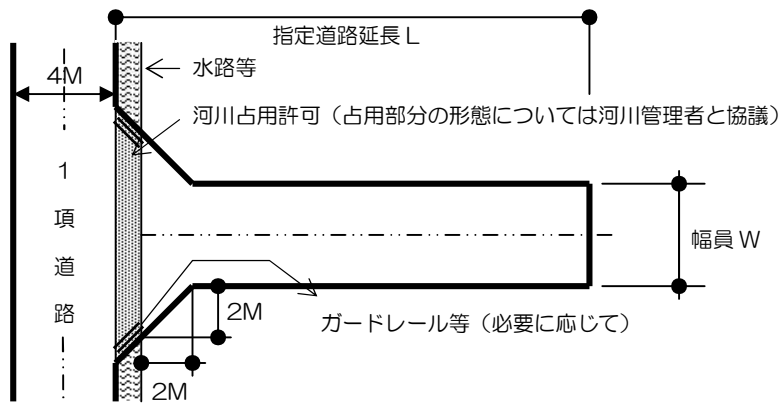 指定道路延長L
4M
水路等
河川占用許可（占用部分の形態については河川管理者と協議）
1項道路
幅員W
2M
ガードレール等（必要に応じて）
2M